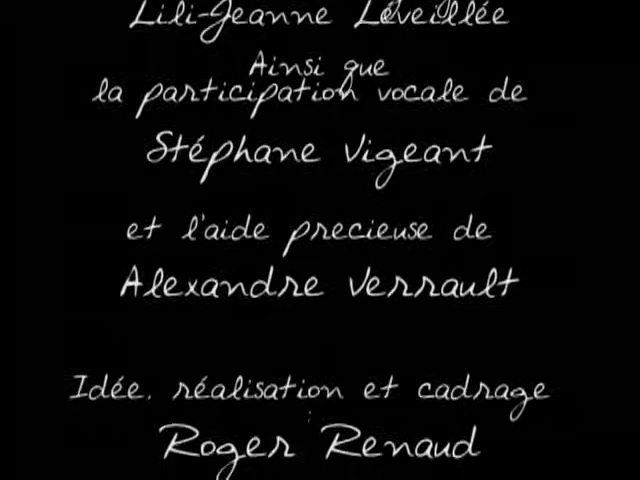 Lili-Jeanne Léveillée
Ainsi que
la participation vocale de
Stéphane Vigeant
et l'aide precieuse de
Alexandre Verrault
Idée, réalisation et cadrage
:
Roger Renaud